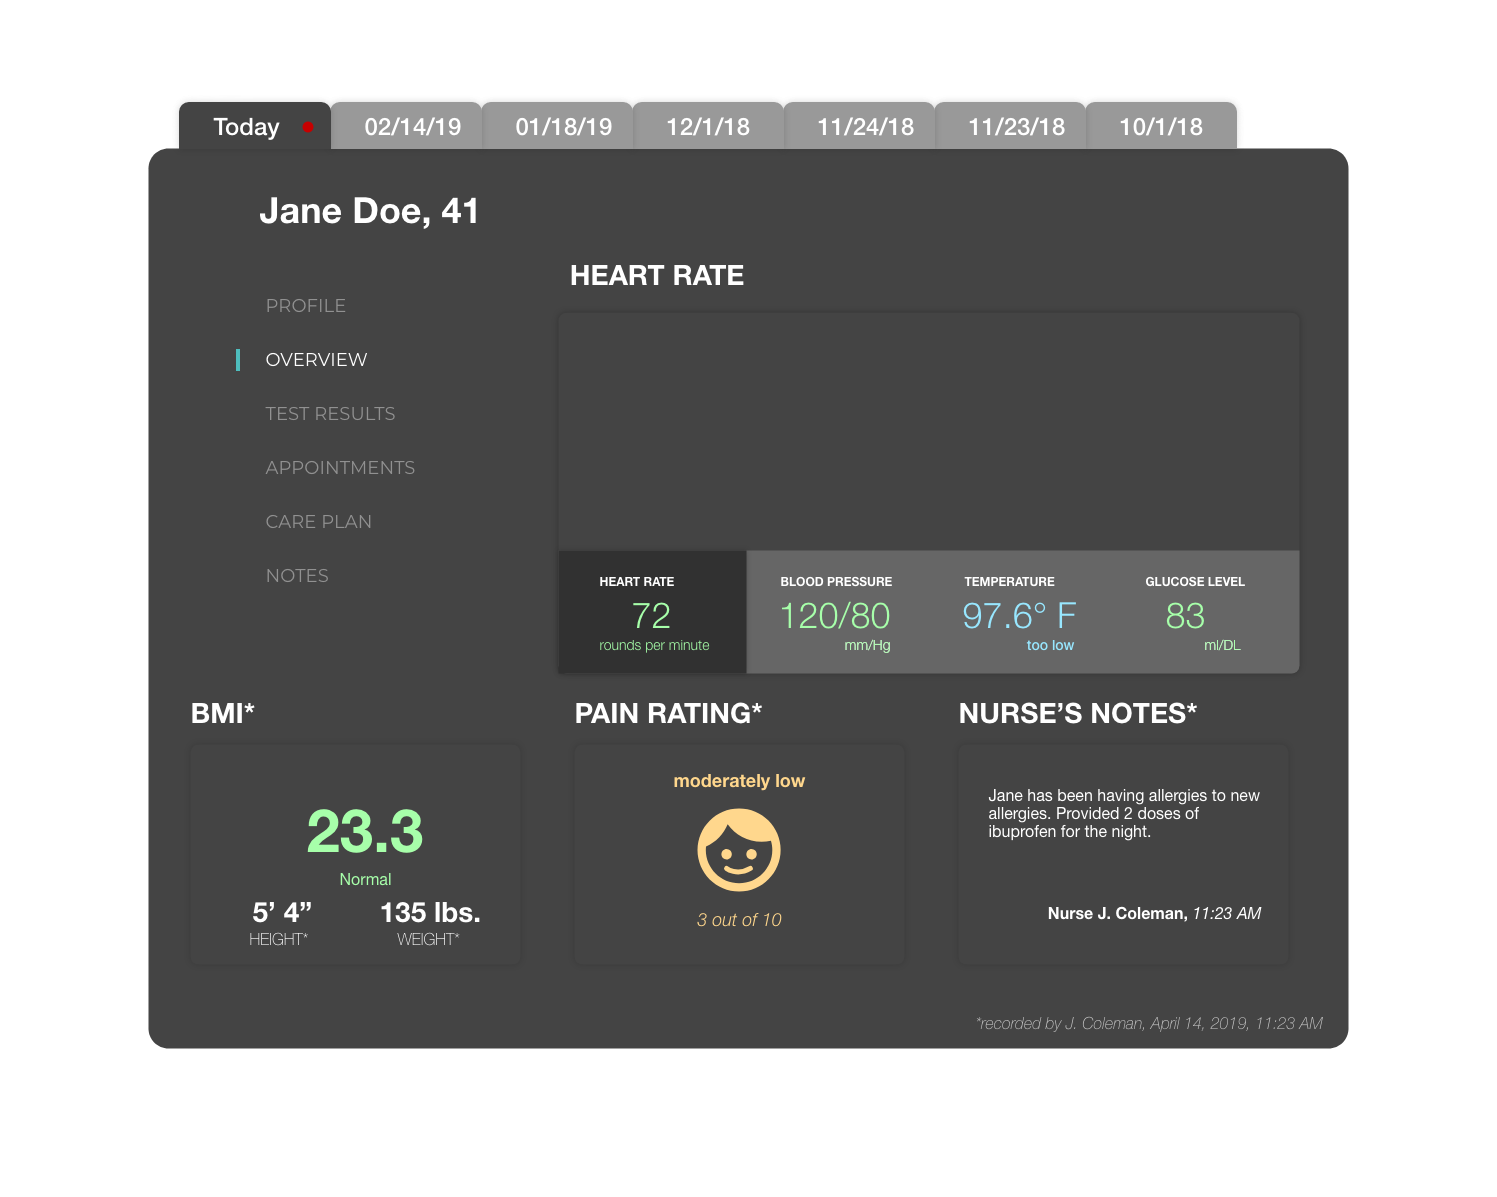 Today
02/14/19
01/18/19
12/1/18
11/24/18
11/23/18
10/1/18
Jane Doe, 41
PROFILE
OVERVIEW
TEST RESULTS
APPOINTMENTS
CARE PLAN
NOTES
HEART RATE
HEART RATE
72
rounds per minute
BLOOD PRESSURE
120/80
mm/Hg
TEMPERATURE
97.6° F
too low
GLUCOSE LEVEL
83
ml/DL
BMI*
23.3
Normal
5’ 4”
HEIGHT*
135 lbs.
WEIGHT*
PAIN RATING*
moderately low
3 out of 10
NURSE’S NOTES*
Jane has been having allergies to new
allergies. Provided 2 doses of
ibuprofen for the night.
Nurse J. Coleman, 11:23 AM
*recorded by J. Coleman, April 14, 2019, 11:23 AM